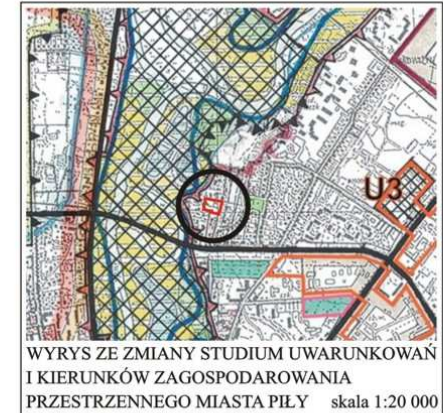 U3
WYRYS ZE ZMIANY STUDIUM UWARUNKOWAŃ
I KIERUNKÓW ZAGOSPODAROWANIA
PRZESTRZENNEGO MIASTA PIŁY skala 1:20 000